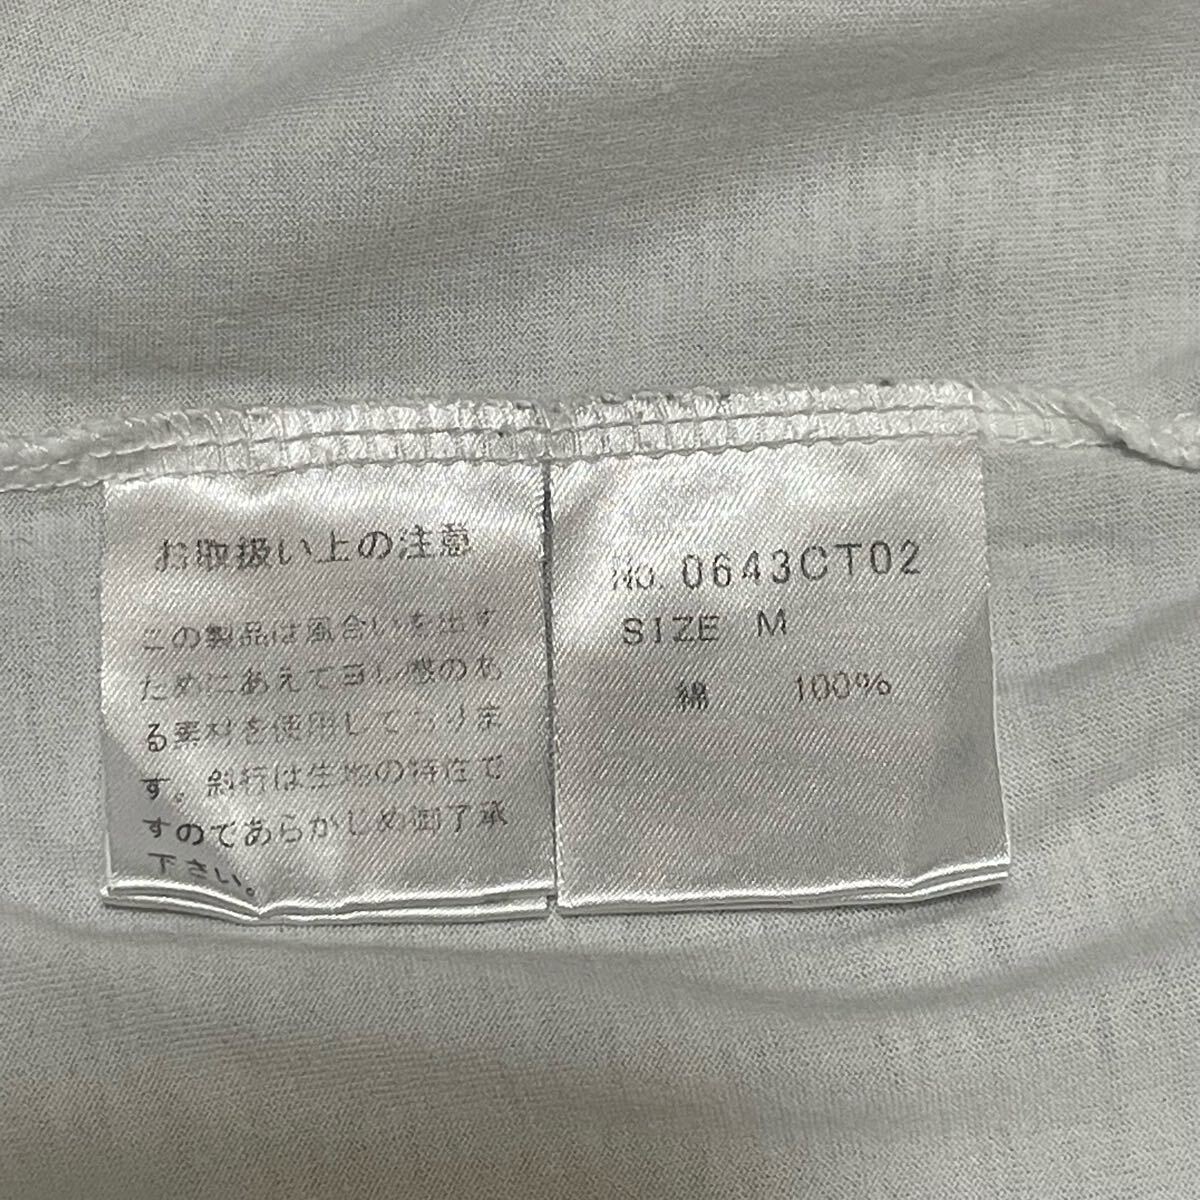 お取扱い上の注意
この製品は風合いを出す
ためにあえてヨレ感のあ
る素材を使用しておりま
す。斜行は生地の特性で
すのであらかじめ御了承
下さい。
No. 0643CT02
SIZE M
綿 100%